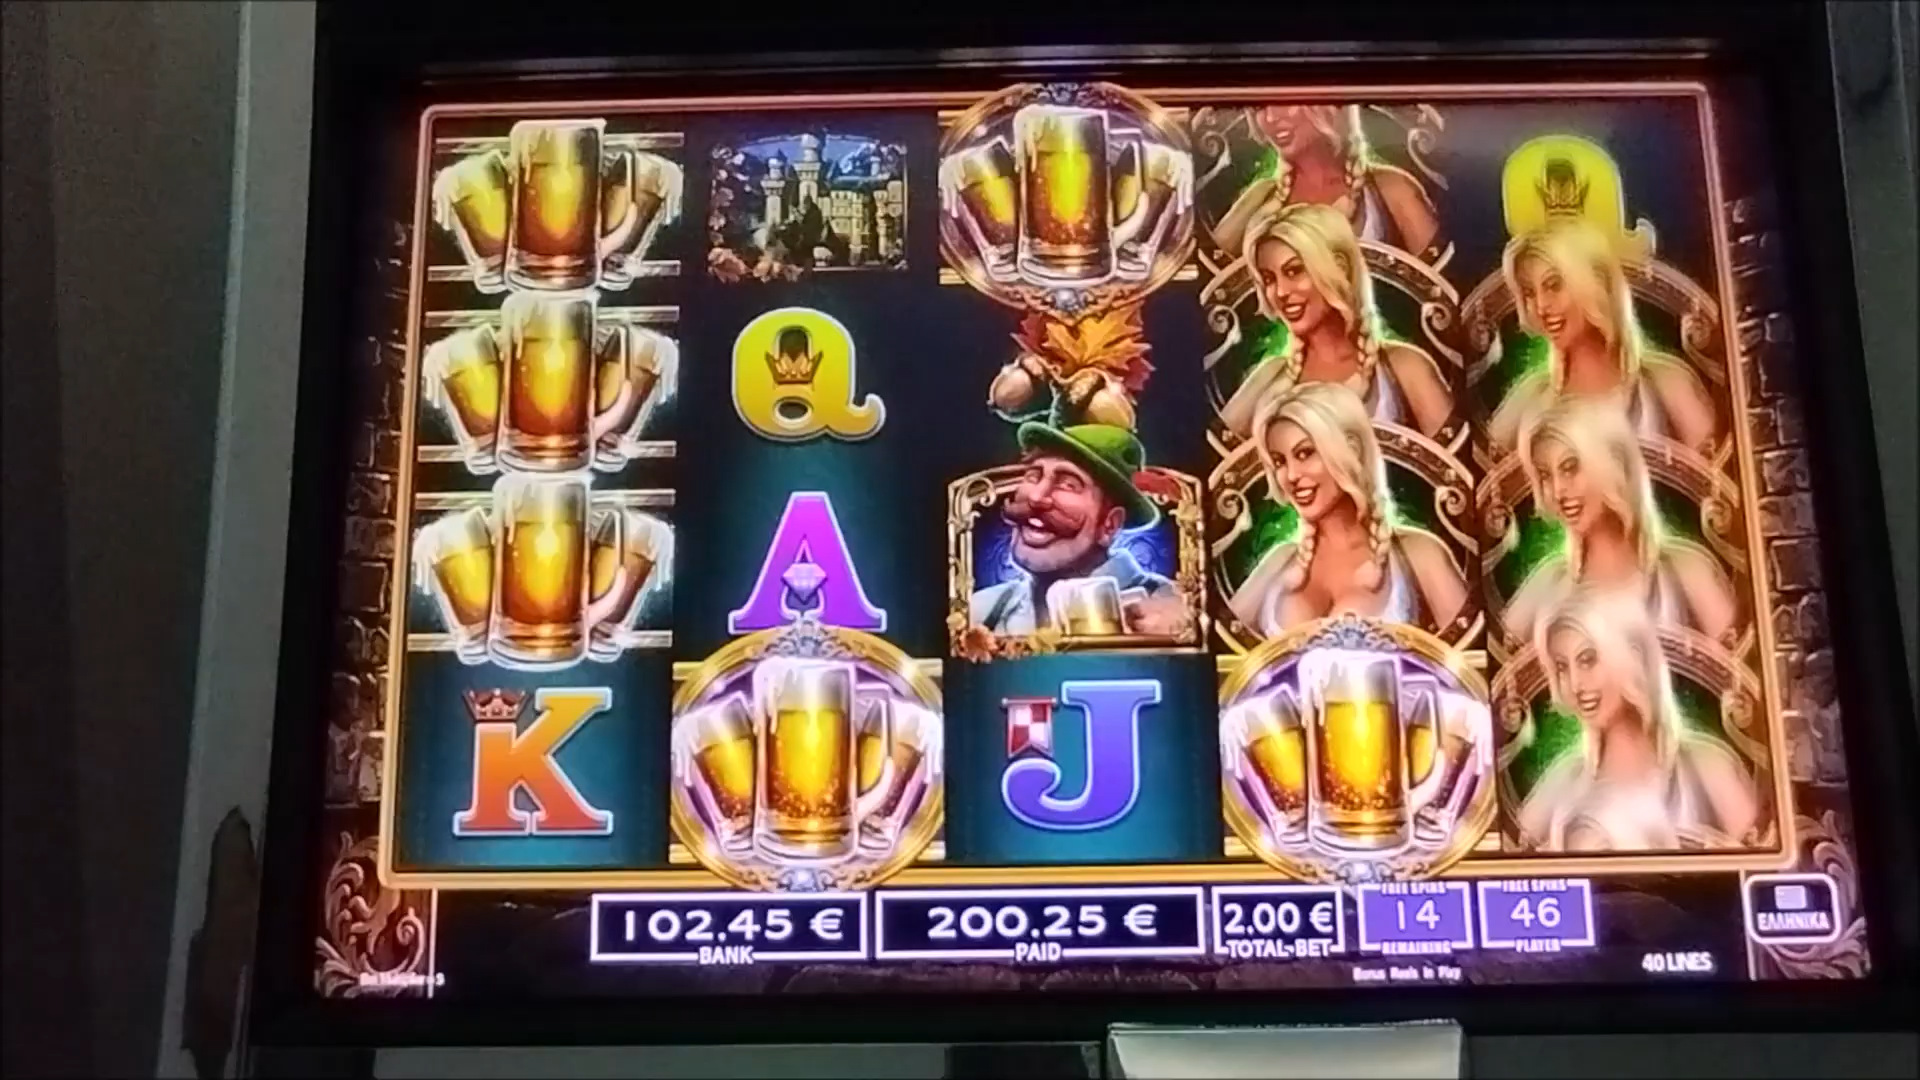 Q
Q
A
K
J
102.45 €
BANK
200.25 €
PAID
2.00 €
TOTAL BET
FREE SPINS
14
REMAINING
FREE SPINS
46
PLAYED
Bonus Reels In Play
40 LINES
ΕΛΛΗΝΙΚΑ